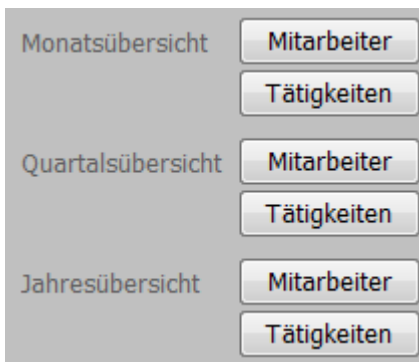 Monatsübersicht Mitarbeiter
Tätigkeiten
Quartalsübersicht Mitarbeiter
Tätigkeiten
Jahresübersicht Mitarbeiter
Tätigkeiten